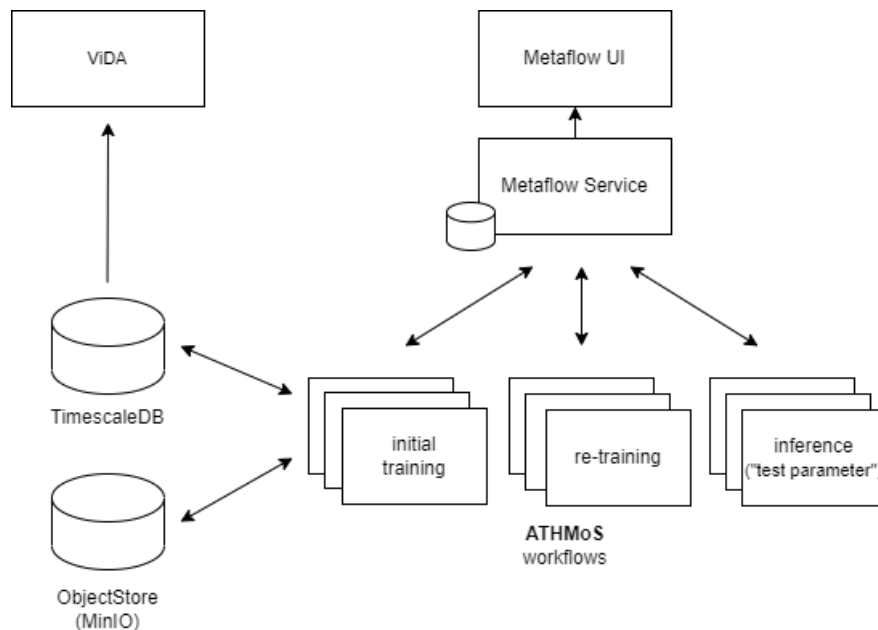 ViDA
Metaflow UI
Metaflow Service
TimescaleDB
initial
training
re-training
inference
("test parameter")
ATHMoS
workflows
ObjectStore
(MinIO)